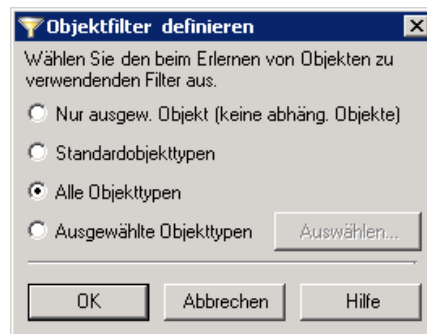 Objektfilter definieren
Wählen Sie den beim Erlernen von Objekten zu
verwendenden Filter aus.
Nur ausgew. Objekt (keine abhäng. Objekte)
Standardobjekttypen
Alle Objekttypen
Ausgewählte Objekttypen Auswählen...
OK Abbrechen Hilfe